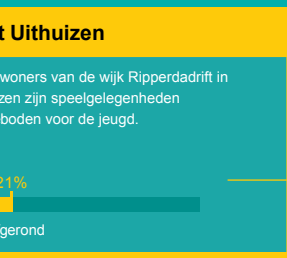 t Uithuizen
woners van de wijk Ripperdadrift in
zen zijn speelgelegenheden
boden voor de jeugd.
21%
gerond